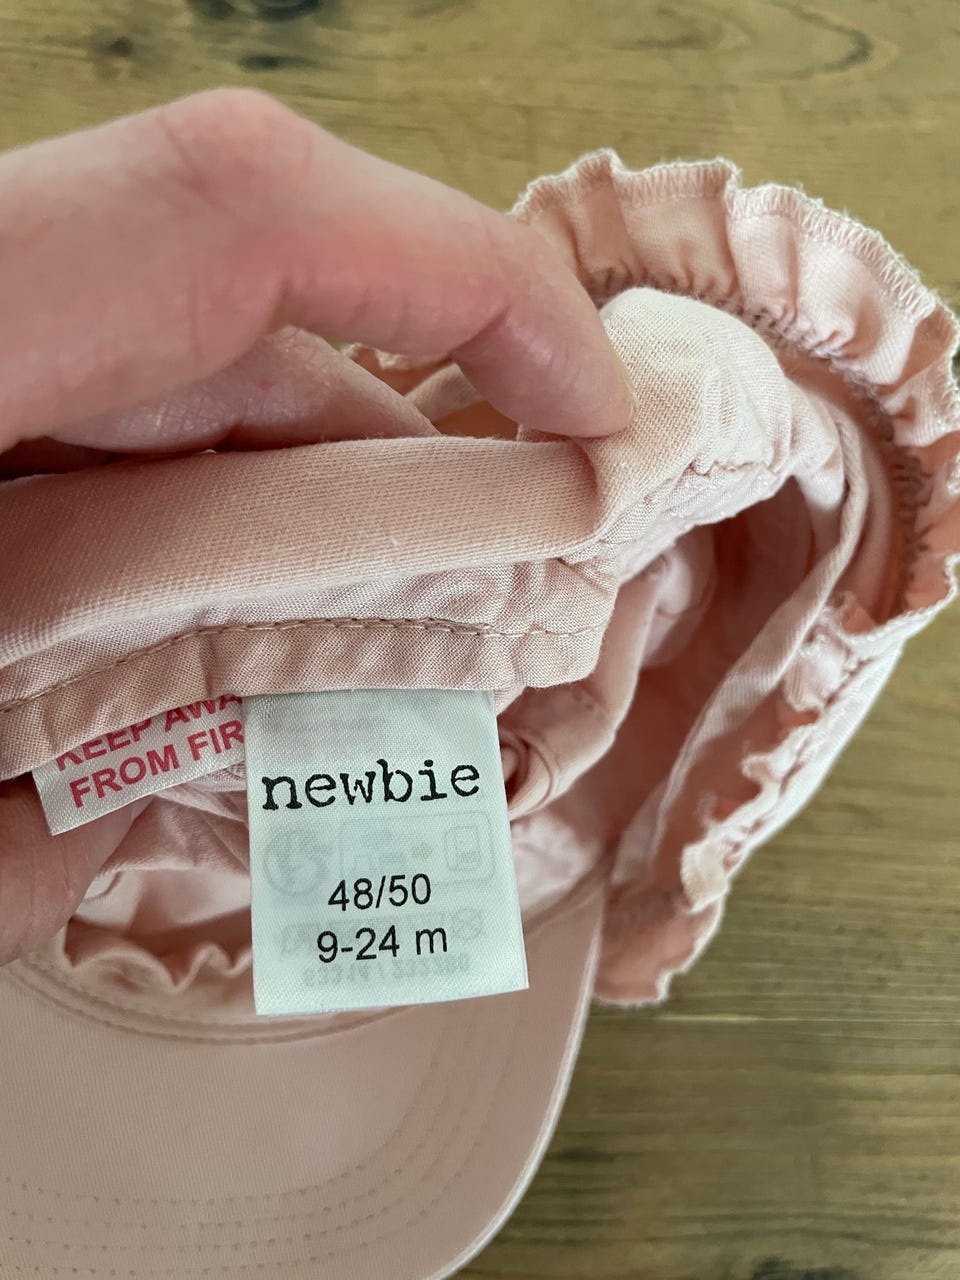 KEEP AWA
FROM FIR
newbie
48/50
9-24 m